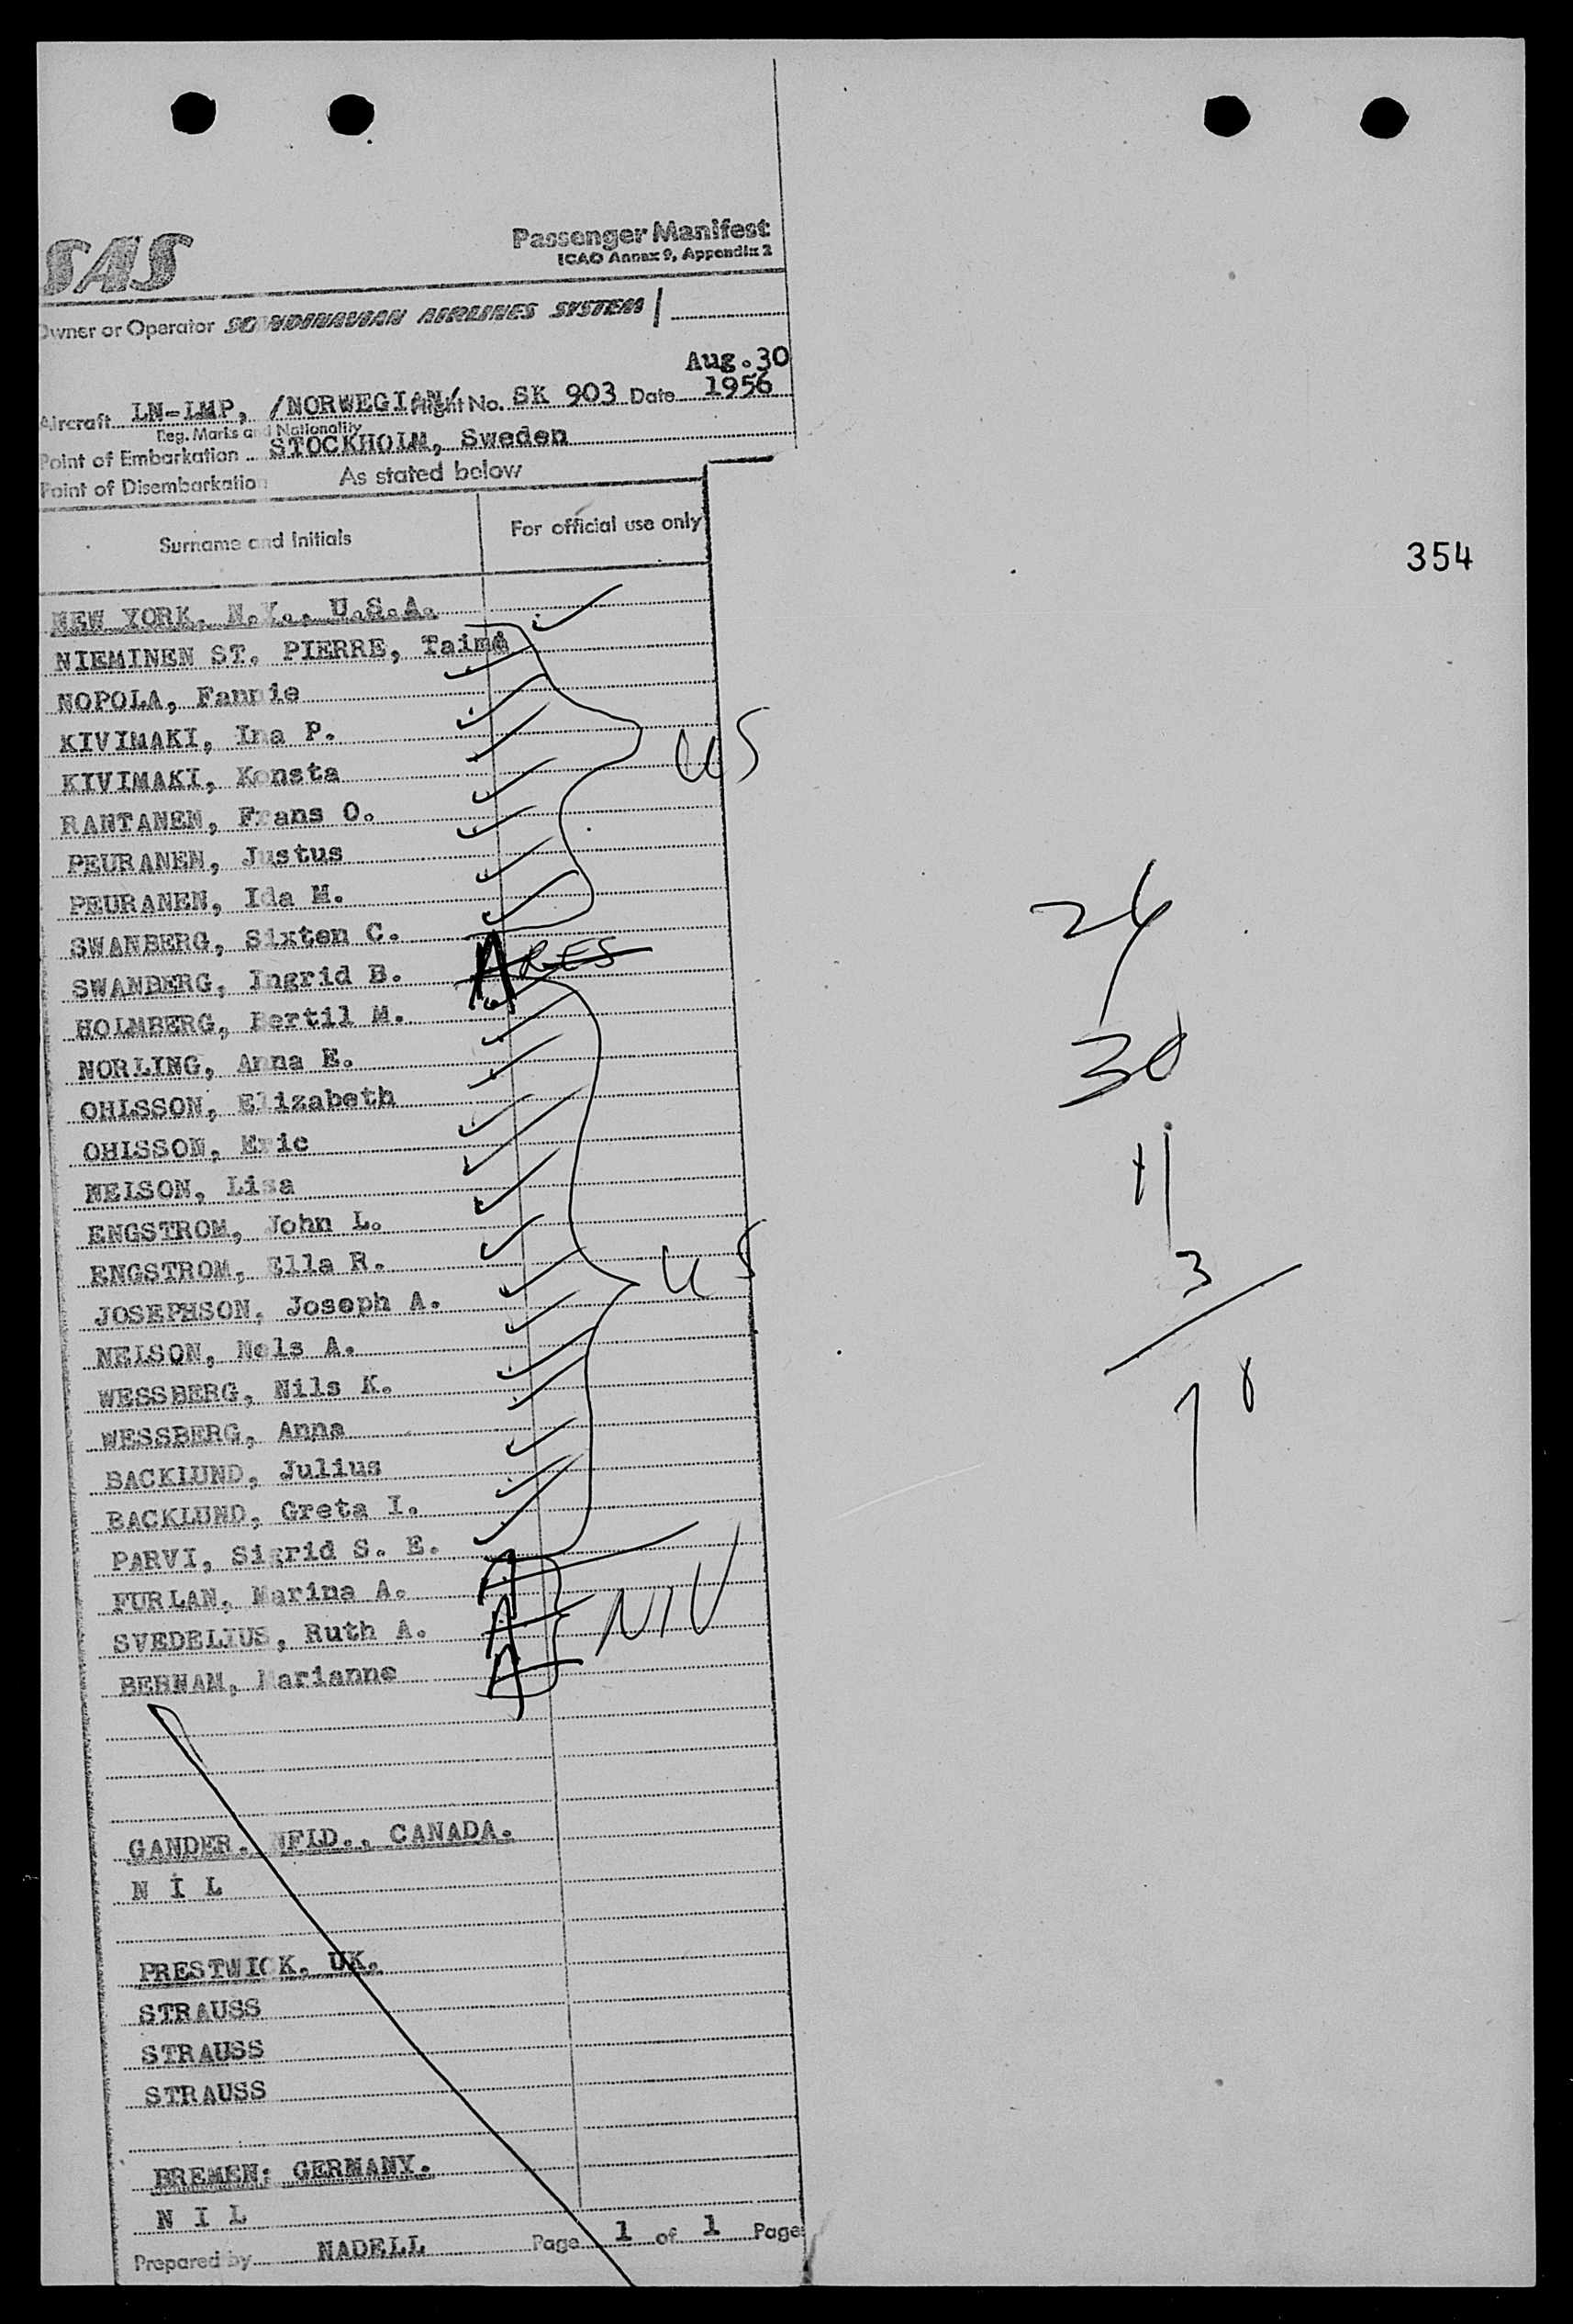 SAS
Passenger Manifest
ICAO Annex 9, Appendix 2
Owner or Operator SCANDINAVIAN AIRLINES SYSTEM
Aug. 30
Aircraft LN-LMP, /NORWEGIAN/ Flight No. SK 903 Date 1956
Reg. Marks and Nationality
Point of Embarkation STOCKHOLM, Sweden
Point of Disembarkation As stated below
Surname and Initials For official use only
354
NEW YORK, N.Y., U.S.A.
NIEMINEN ST. PIERRE, Taimi
NOPOLA, Fannie
KIVIMAKI, Ina P.
US
KIVIMAKI, Konsta
RANTANEN, Frans O.
PEURANEN, Justus
PEURANEN, Ida M.
SWANBERG, Sixten C.
A RES
SWANBERG, Ingrid B.
HOLMBERG, Bertil M.
NORLING, Anna E.
OHLSSON, Elizabeth
OHLSSON, Eric
NELSON, Lisa
ENGSTROM, John L.
ENGSTROM, Ella R.
US
JOSEPHSON, Joseph A.
NELSON, Nels A.
WESSBERG, Nils K.
WESSBERG, Anna
BACKLUND, Julius
BACKLUND, Greta I.
PARVI, Sigrid S. E.
FURLAN, Marina A. A
SVEDELIUS, Ruth A. A NIV
BEHNAM, Marianne A
GANDER, NFLD., CANADA.
N I L
PRESTWICK, UK.
STRAUSS
STRAUSS
STRAUSS
BREMEN; GERMANY.
N I L
Prepared by NADELL Page 1 of 1 Page
30
11
3